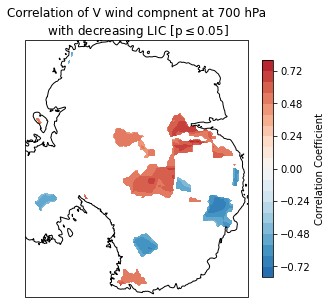 Correlation of V wind compnent at 700 hPa
with decreasing LIC [p ≤ 0.05]
0.72
0.48
0.24
0.00
−0.24
−0.48
−0.72
Correlation Coefficient